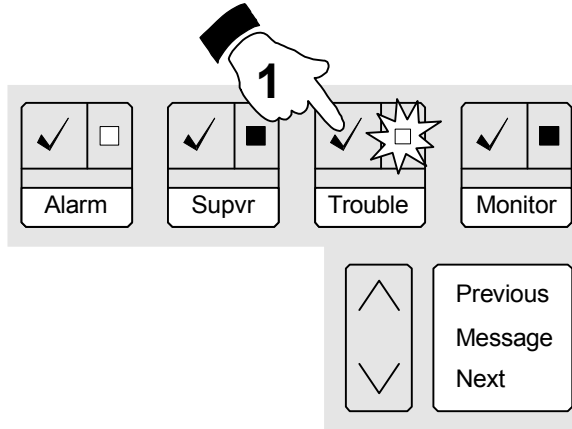 1
Alarm
Supvr
Trouble
Monitor
Previous
Message
Next